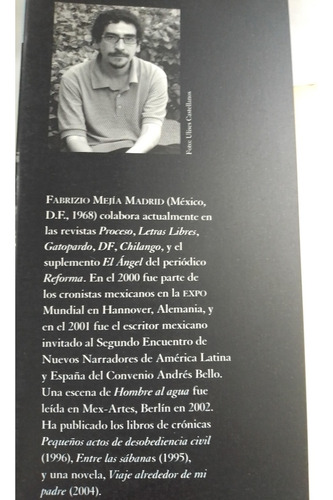 Foto: Ulises Castellanos
FABRIZIO MEJÍA MADRID (México,
D.F., 1968) colabora actualmente en
las revistas Proceso, Letras Libres,
Gatopardo, DF, Chilango, y el
suplemento El Ángel del periódico
Reforma. En el 2000 fue parte de
los cronistas mexicanos en la EXPO
Mundial en Hannover, Alemania, y
en el 2001 fue el escritor mexicano
invitado al Segundo Encuentro de
Nuevos Narradores de América Latina
y España del Convenio Andrés Bello.
Una escena de Hombre al agua fue
leída en Mex-Artes, Berlín en 2002.
Ha publicado los libros de crónicas
Pequeños actos de desobediencia civil
(1996), Entre las sábanas (1995),
y una novela, Viaje alrededor de mi
padre (2004).